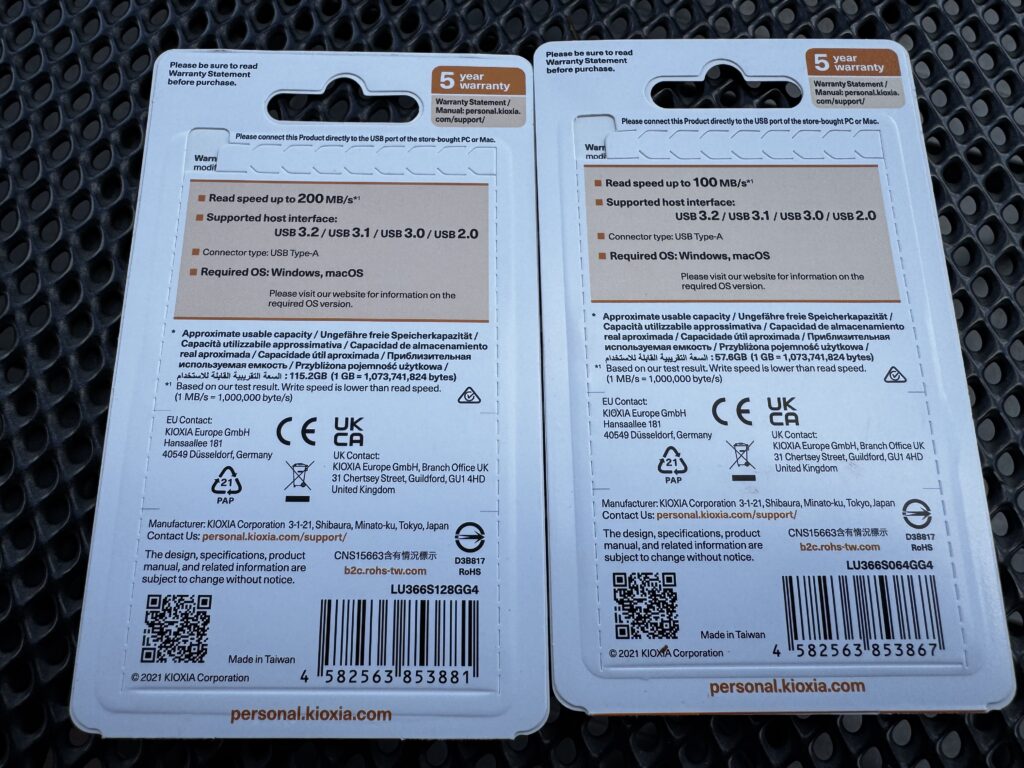 Please be sure to read
Warranty Statement
before purchase.
5 year
warranty
Warranty Statement /
Manual: personal.kioxia.
com/support/
Please connect this Product directly to the USB port of the store-bought PC or Mac.
Warn
modif
Read speed up to 200 MB/s*1
Supported host interface:
USB 3.2 / USB 3.1 / USB 3.0 / USB 2.0
Connector type: USB Type-A
Required OS: Windows, macOS
Please visit our website for information on the
required OS version.
* Approximate usable capacity / Ungefähre freie Speicherkapazität /
Capacità utilizzabile approssimativa / Capacidad de almacenamiento
real aproximada / Capacidade útil aproximada / Приблизительная
используемая емкость / Przybliżona pojemność użytkowa /
السعة التقريبية القابلة للاستخدام : 115.2GB (1 GB = 1,073,741,824 bytes)
*1 Based on our test result. Write speed is lower than read speed.
(1 MB/s = 1,000,000 byte/s)
EU Contact:
KIOXIA Europe GmbH
Hansaallee 181
40549 Düsseldorf, Germany
CE
UK
CA
UK Contact:
KIOXIA Europe GmbH, Branch Office UK
31 Chertsey Street, Guildford, GU1 4HD
United Kingdom
21
PAP
Manufacturer: KIOXIA Corporation 3-1-21, Shibaura, Minato-ku, Tokyo, Japan
Contact Us: personal.kioxia.com/support/
The design, specifications, product
manual, and related information are
subject to change without notice.
CNS15663含有情況標示
b2c.rohs-tw.com
D3B817
RoHS
LU366S128GG4
Made in Taiwan
© 2021 KIOXIA Corporation
4 582563 853881
personal.kioxia.com
Please be sure to read
Warranty Statement
before purchase.
5 year
warranty
Warranty Statement /
Manual: personal.kioxia.
com/support/
Please connect this Product directly to the USB port of the store-bought PC or Mac.
Warn
modif
Read speed up to 100 MB/s*1
Supported host interface:
USB 3.2 / USB 3.1 / USB 3.0 / USB 2.0
Connector type: USB Type-A
Required OS: Windows, macOS
Please visit our website for information on the
required OS version.
* Approximate usable capacity / Ungefähre freie Speicherkapazität /
Capacità utilizzabile approssimativa / Capacidad de almacenamiento
real aproximada / Capacidade útil aproximada / Приблизительная
используемая емкость / Przybliżona pojemność użytkowa /
السعة التقريبية القابلة للاستخدام : 57.6GB (1 GB = 1,073,741,824 bytes)
*1 Based on our test result. Write speed is lower than read speed.
(1 MB/s = 1,000,000 byte/s)
EU Contact:
KIOXIA Europe GmbH
Hansaallee 181
40549 Düsseldorf, Germany
CE
UK
CA
UK Contact:
KIOXIA Europe GmbH, Branch Office UK
31 Chertsey Street, Guildford, GU1 4HD
United Kingdom
21
PAP
Manufacturer: KIOXIA Corporation 3-1-21, Shibaura, Minato-ku, Tokyo, Japan
Contact Us: personal.kioxia.com/support/
The design, specifications, product
manual, and related information are
subject to change without notice.
CNS15663含有情況標示
b2c.rohs-tw.com
D3B817
RoHS
LU366S064GG4
Made in Taiwan
© 2021 KIOXIA Corporation
4 582563 853867
personal.kioxia.com